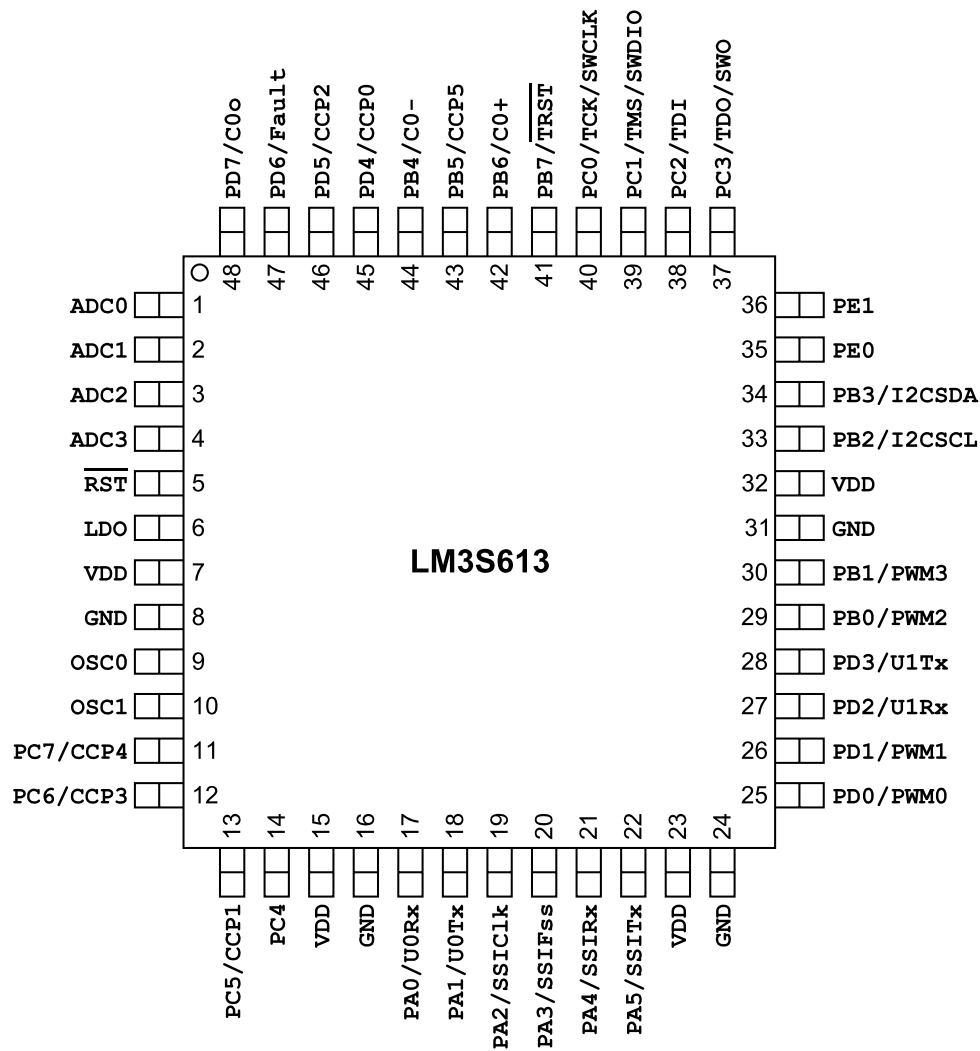 PD7/C0o
PD6/Fault
PD5/CCP2
PD4/CCP0
PB4/C0-
PB5/CCP5
PB6/C0+
PB7/TRST
PC0/TCK/SWCLK
PC1/TMS/SWDIO
PC2/TDI
PC3/TDO/SWO
48
47
46
45
44
43
42
41
40
39
38
37
ADC0 1
ADC1 2
ADC2 3
ADC3 4
RST 5
LDO 6
VDD 7
GND 8
OSC0 9
OSC1 10
PC7/CCP4 11
PC6/CCP3 12
LM3S613
36 PE1
35 PE0
34 PB3/I2CSDA
33 PB2/I2CSCL
32 VDD
31 GND
30 PB1/PWM3
29 PB0/PWM2
28 PD3/U1Tx
27 PD2/U1Rx
26 PD1/PWM1
25 PD0/PWM0
13
14
15
16
17
18
19
20
21
22
23
24
PC5/CCP1
PC4
VDD
GND
PA0/U0Rx
PA1/U0Tx
PA2/SSIClk
PA3/SSIFss
PA4/SSIRx
PA5/SSITx
VDD
GND